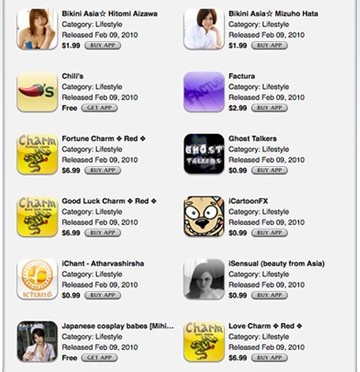 Bikini Asia☆ Hitomi Aizawa
Category: Lifestyle
Released Feb 09, 2010
$1.99 BUY APP
Bikini Asia☆ Mizuho Hata
Category: Lifestyle
Released Feb 09, 2010
$1.99 BUY APP
Chili's
Category: Lifestyle
Released Feb 09, 2010
Free GET APP
Factura
Category: Lifestyle
Released Feb 09, 2010
$2.99 BUY APP
FACTURA
Charm
Fortune Charm ❖ Red ❖
Category: Lifestyle
Released Feb 09, 2010
$6.99 BUY APP
GHOST
TALKERS
Ghost Talkers
Category: Lifestyle
Released Feb 09, 2010
$0.99 BUY APP
Charm
Good Luck Charm ❖ Red ❖
Category: Lifestyle
Released Feb 09, 2010
$6.99 BUY APP
iCartoonFX
Category: Lifestyle
Released Feb 09, 2010
$0.99 BUY APP
iCHANT
iChant - Atharvashirsha
Category: Lifestyle
Released Feb 09, 2010
$0.99 BUY APP
iSensual (beauty from Asia)
Category: Lifestyle
Released Feb 09, 2010
$0.99 BUY APP
Japanese cosplay babes [Mihi...
Category: Lifestyle
Released Feb 09, 2010
Free GET APP
Charm
Love Charm ❖ Red ❖
Category: Lifestyle
Released Feb 09, 2010
$6.99 BUY APP